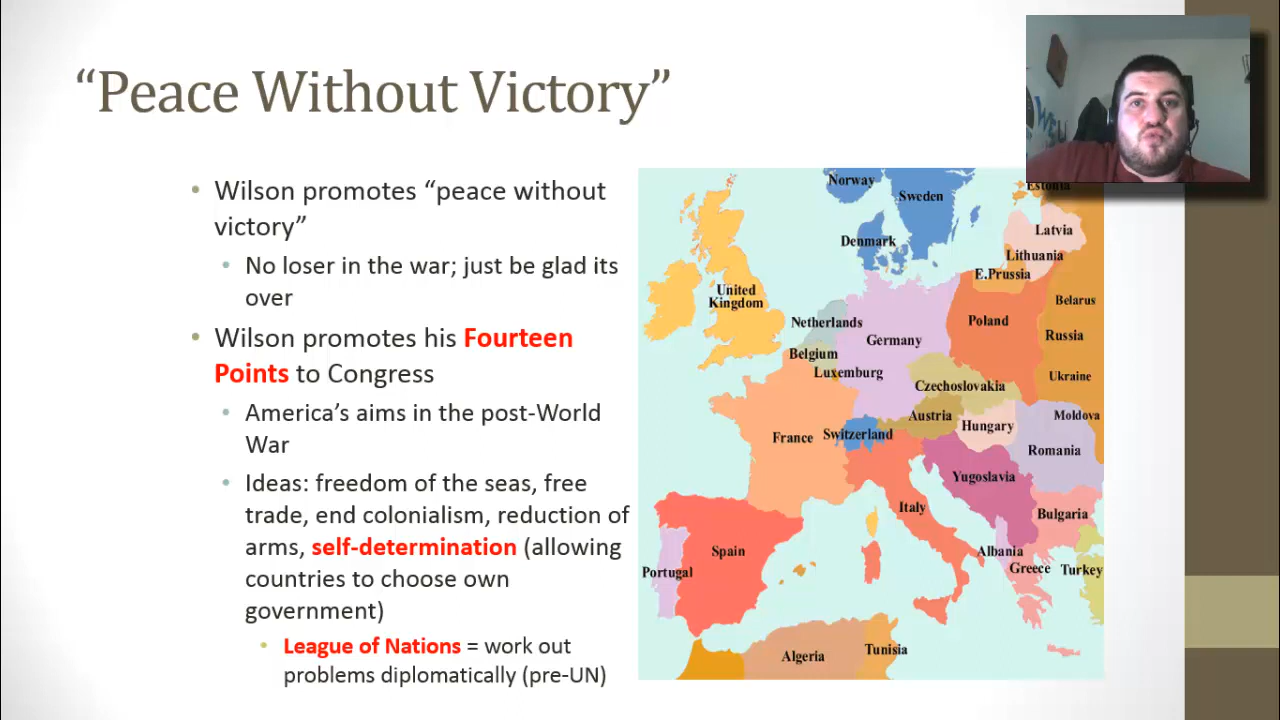 “Peace Without Victory”
• Wilson promotes “peace without
victory”
• No loser in the war; just be glad its
over
• Wilson promotes his Fourteen
Points to Congress
• America’s aims in the post-World
War
• Ideas: freedom of the seas, free
trade, end colonialism, reduction of
arms, self-determination (allowing
countries to choose own
government)
• League of Nations = work out
problems diplomatically (pre-UN)
Norway
Sweden
Estonia
Latvia
Denmark
Lithuania
E.Prussia
United
Kingdom
Belarus
Netherlands
Poland
Russia
Germany
Belgium
Luxemburg
Ukraine
Czechoslovakia
Austria
Moldova
Hungary
France
Switzerland
Romania
Yugoslavia
Italy
Bulgaria
Spain
Albania
Portugal
Greece
Turkey
Algeria
Tunisia